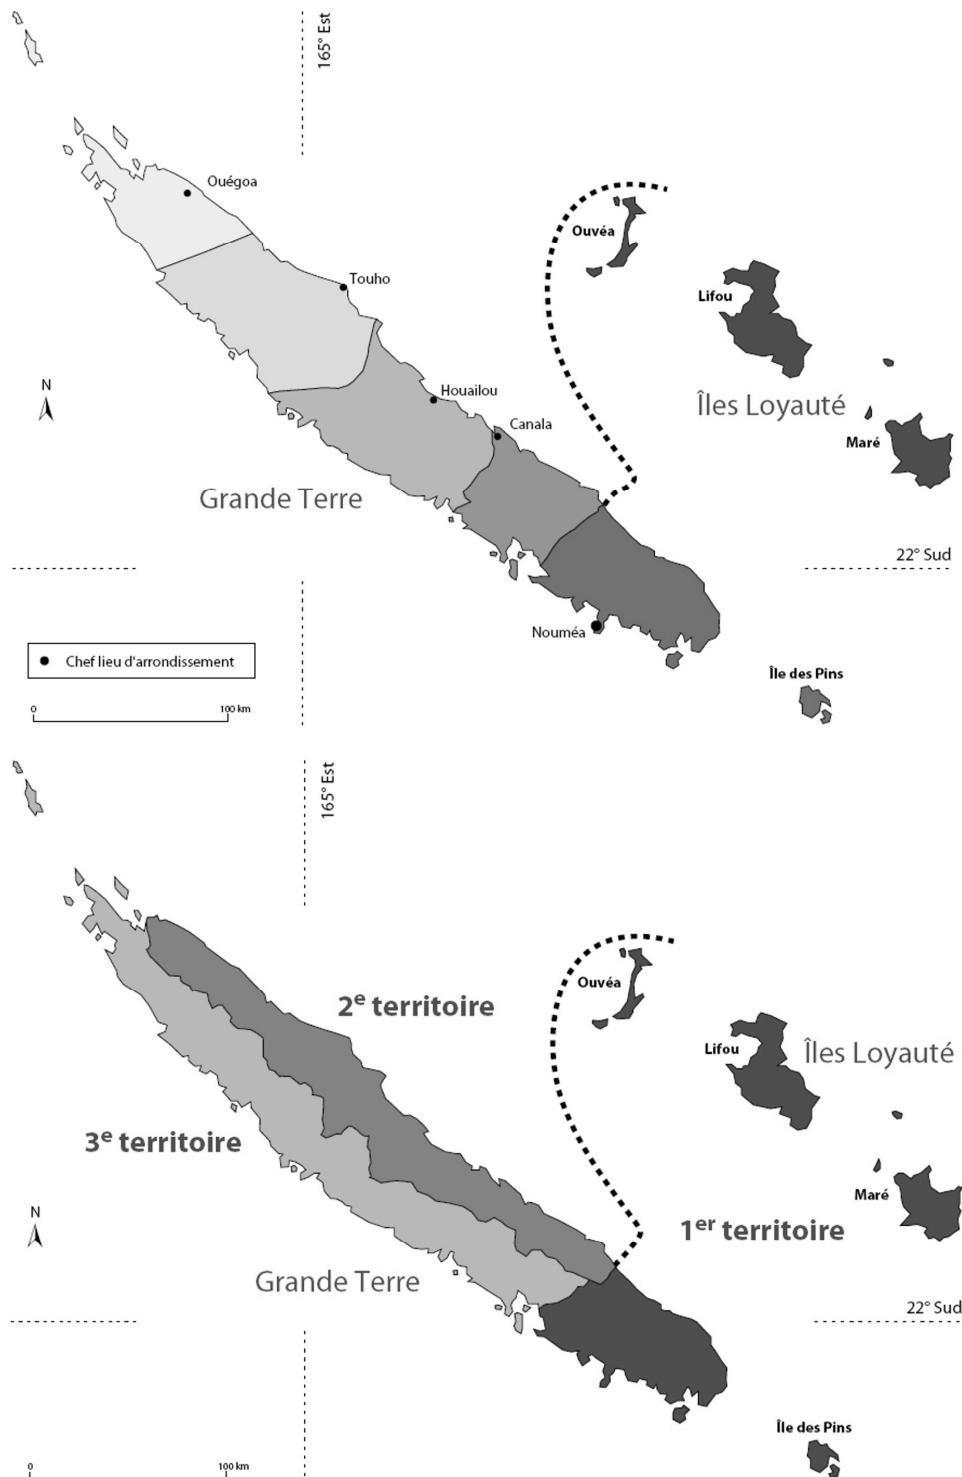 165° Est
Ouégoa
Ouvéa
Touho
Lifou
N
Houailou
Îles Loyauté
Canala
Maré
Grande Terre
22° Sud
Nouméa
Chef lieu d'arrondissement
Île des Pins
0 100 km
165° Est
Ouvéa
2e territoire
Lifou
Îles Loyauté
3e territoire
Maré
N
1er territoire
Grande Terre
22° Sud
Île des Pins
0 100 km